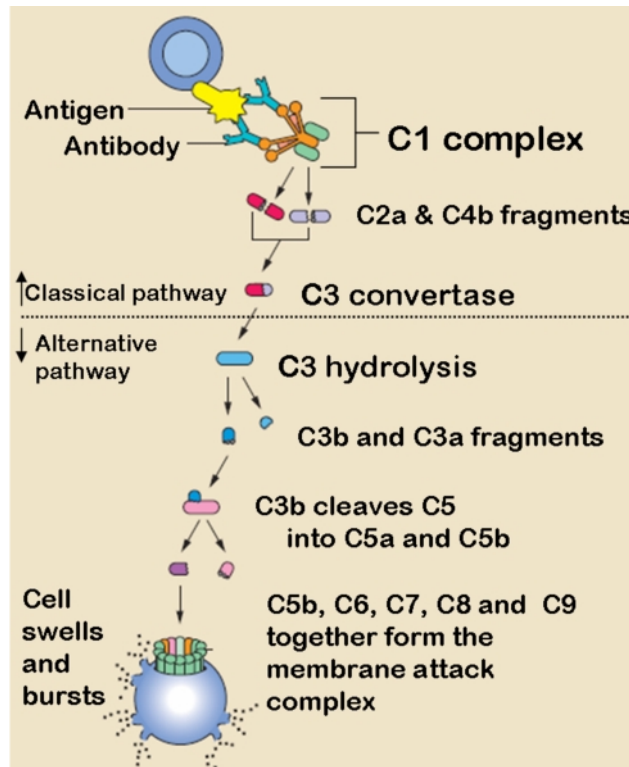 Antigen
Antibody
C1 complex
C2a & C4b fragments
Classical pathway
C3 convertase
Alternative
pathway
C3 hydrolysis
C3b and C3a fragments
C3b cleaves C5
into C5a and C5b
Cell
swells
and
bursts
C5b, C6, C7, C8 and C9
together form the
membrane attack
complex